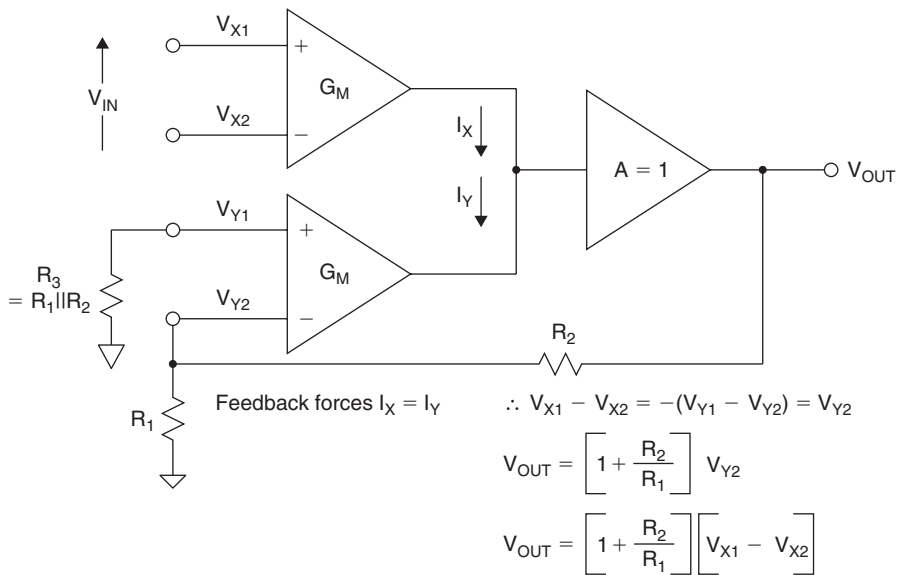 V_X1
+
G_M
V_IN
V_X2
−
I_X
A = 1
V_OUT
I_Y
V_Y1
+
G_M
R_3
= R_1||R_2
V_Y2
−
R_2
R_1
Feedback forces I_X = I_Y
∴ V_X1 − V_X2 = −(V_Y1 − V_Y2) = V_Y2
V_OUT = [1 + R_2/R_1] V_Y2
V_OUT = [1 + R_2/R_1][V_X1 − V_X2]